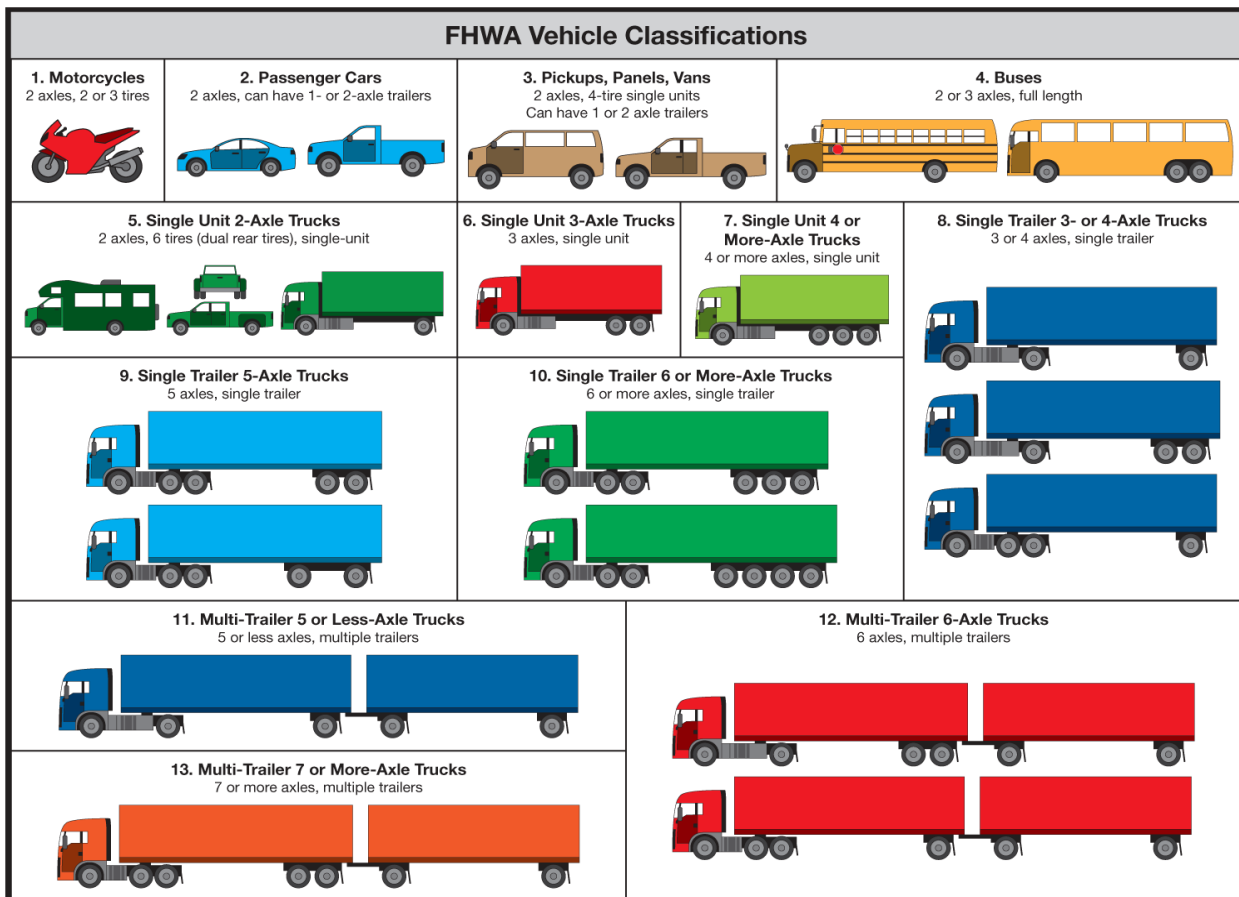 FHWA Vehicle Classifications
1. Motorcycles
2 axles, 2 or 3 tires
2. Passenger Cars
2 axles, can have 1- or 2-axle trailers
3. Pickups, Panels, Vans
2 axles, 4-tire single units
Can have 1 or 2 axle trailers
4. Buses
2 or 3 axles, full length
5. Single Unit 2-Axle Trucks
2 axles, 6 tires (dual rear tires), single-unit
6. Single Unit 3-Axle Trucks
3 axles, single unit
7. Single Unit 4 or
More-Axle Trucks
4 or more axles, single unit
8. Single Trailer 3- or 4-Axle Trucks
3 or 4 axles, single trailer
9. Single Trailer 5-Axle Trucks
5 axles, single trailer
10. Single Trailer 6 or More-Axle Trucks
6 or more axles, single trailer
11. Multi-Trailer 5 or Less-Axle Trucks
5 or less axles, multiple trailers
12. Multi-Trailer 6-Axle Trucks
6 axles, multiple trailers
13. Multi-Trailer 7 or More-Axle Trucks
7 or more axles, multiple trailers